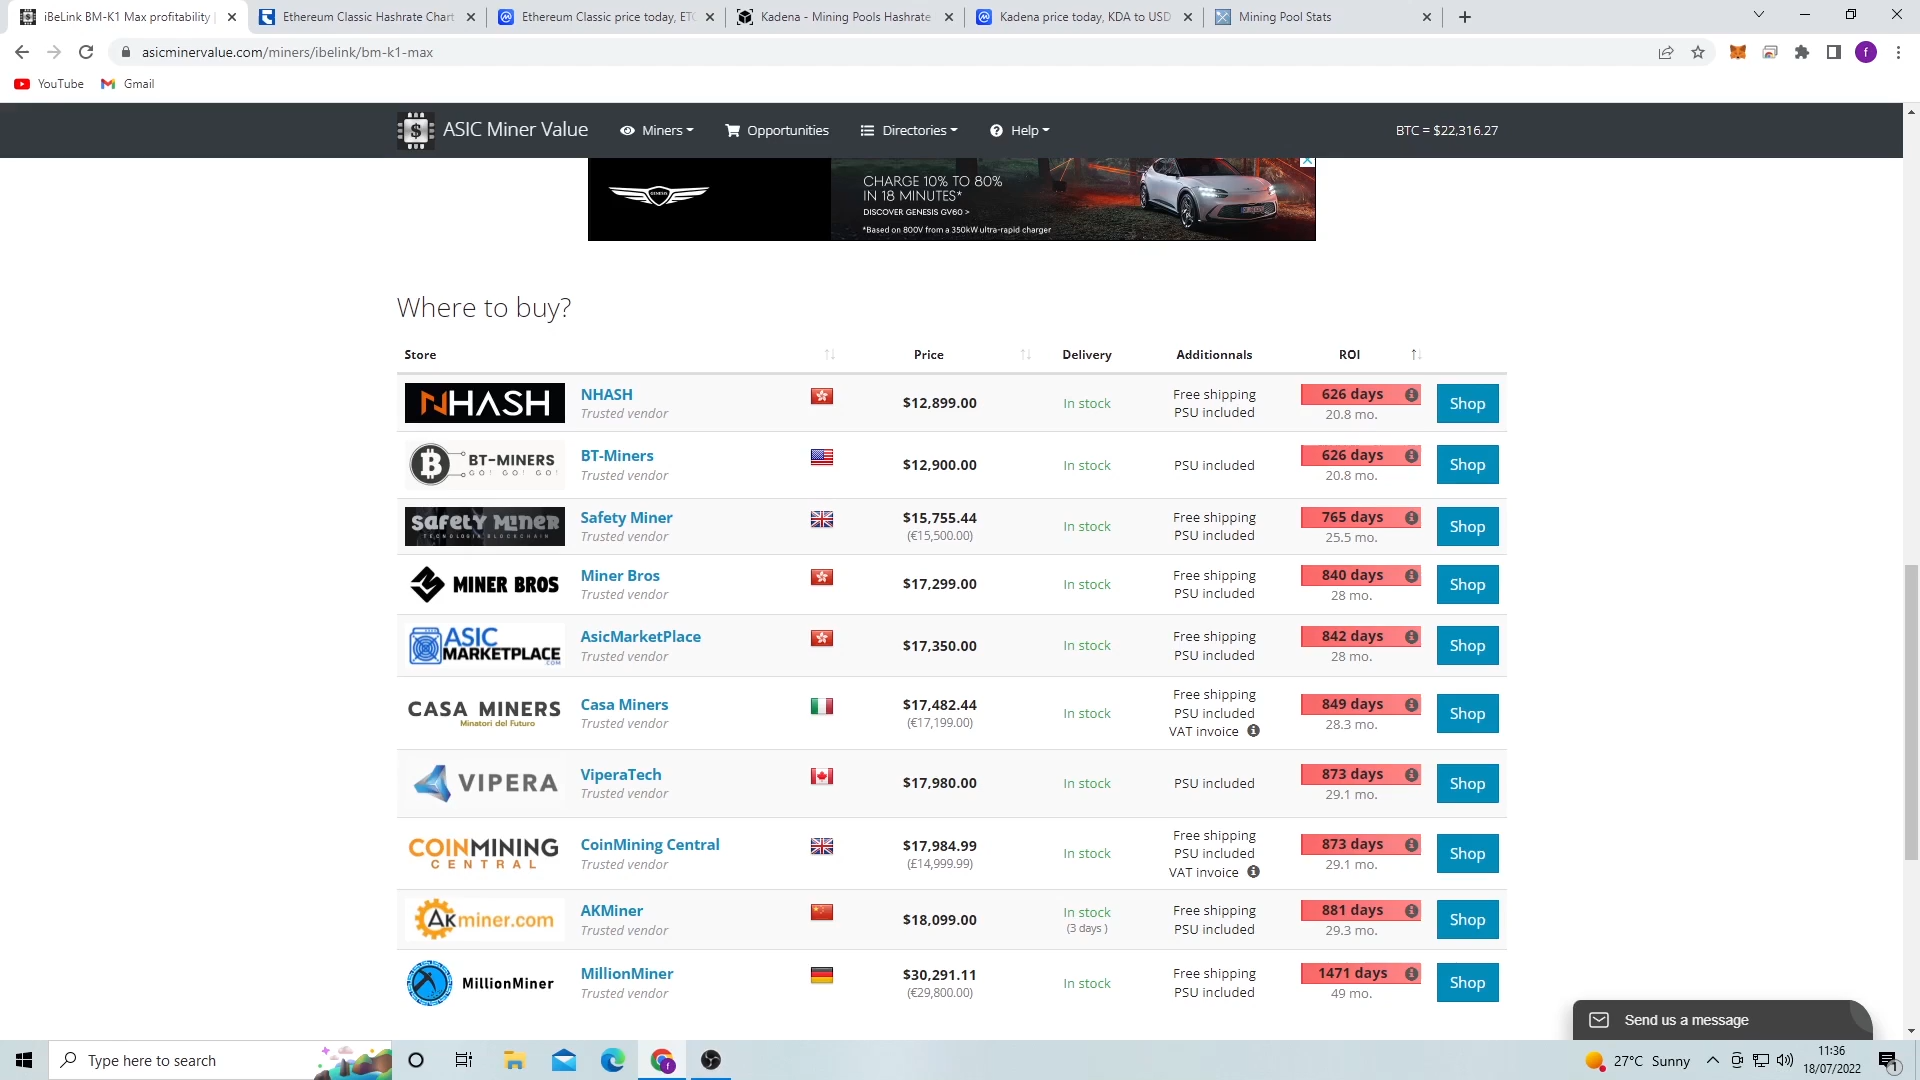 iBeLink BM-K1 Max profitability |
Ethereum Classic Hashrate Chart
Ethereum Classic price today, ETC
Kadena - Mining Pools Hashrate
Kadena price today, KDA to USD
Mining Pool Stats
asicminervalue.com/miners/ibelink/bm-k1-max
f
YouTube
Gmail
ASIC Miner Value
Miners
Opportunities
Directories
Help
BTC = $22,316.27
GENESIS
CHARGE 10% TO 80%
IN 18 MINUTES*
DISCOVER GENESIS GV60 >
*Based on 800V from a 350kW ultra-rapid charger
Where to buy?
Store Price Delivery Additionnals ROI
NHASH
NHASH
Trusted vendor
$12,899.00
In stock
Free shipping
PSU included
626 days
20.8 mo.
Shop
BT-MINERS
GO! GO! GO!
BT-Miners
Trusted vendor
$12,900.00
In stock
PSU included
626 days
20.8 mo.
Shop
SAFETY MINER
TECNOLOGIA BLOCKCHAIN
Safety Miner
Trusted vendor
$15,755.44
(€15,500.00)
In stock
Free shipping
PSU included
765 days
25.5 mo.
Shop
MINER BROS
Miner Bros
Trusted vendor
$17,299.00
In stock
Free shipping
PSU included
840 days
28 mo.
Shop
ASIC
MARKETPLACE
.COM
AsicMarketPlace
Trusted vendor
$17,350.00
In stock
Free shipping
PSU included
842 days
28 mo.
Shop
CASA MINERS
Minatori del Futuro
Casa Miners
Trusted vendor
$17,482.44
(€17,199.00)
In stock
Free shipping
PSU included
VAT invoice
849 days
28.3 mo.
Shop
VIPERA
ViperaTech
Trusted vendor
$17,980.00
In stock
PSU included
873 days
29.1 mo.
Shop
COINMINING
CENTRAL
CoinMining Central
Trusted vendor
$17,984.99
(£14,999.99)
In stock
Free shipping
PSU included
VAT invoice
873 days
29.1 mo.
Shop
AKminer.com
AKMiner
Trusted vendor
$18,099.00
In stock
(3 days )
Free shipping
PSU included
881 days
29.3 mo.
Shop
MillionMiner
MillionMiner
Trusted vendor
$30,291.11
(€29,800.00)
In stock
Free shipping
PSU included
1471 days
49 mo.
Shop
Send us a message
Type here to search
27°C Sunny
11:36
18/07/2022
1